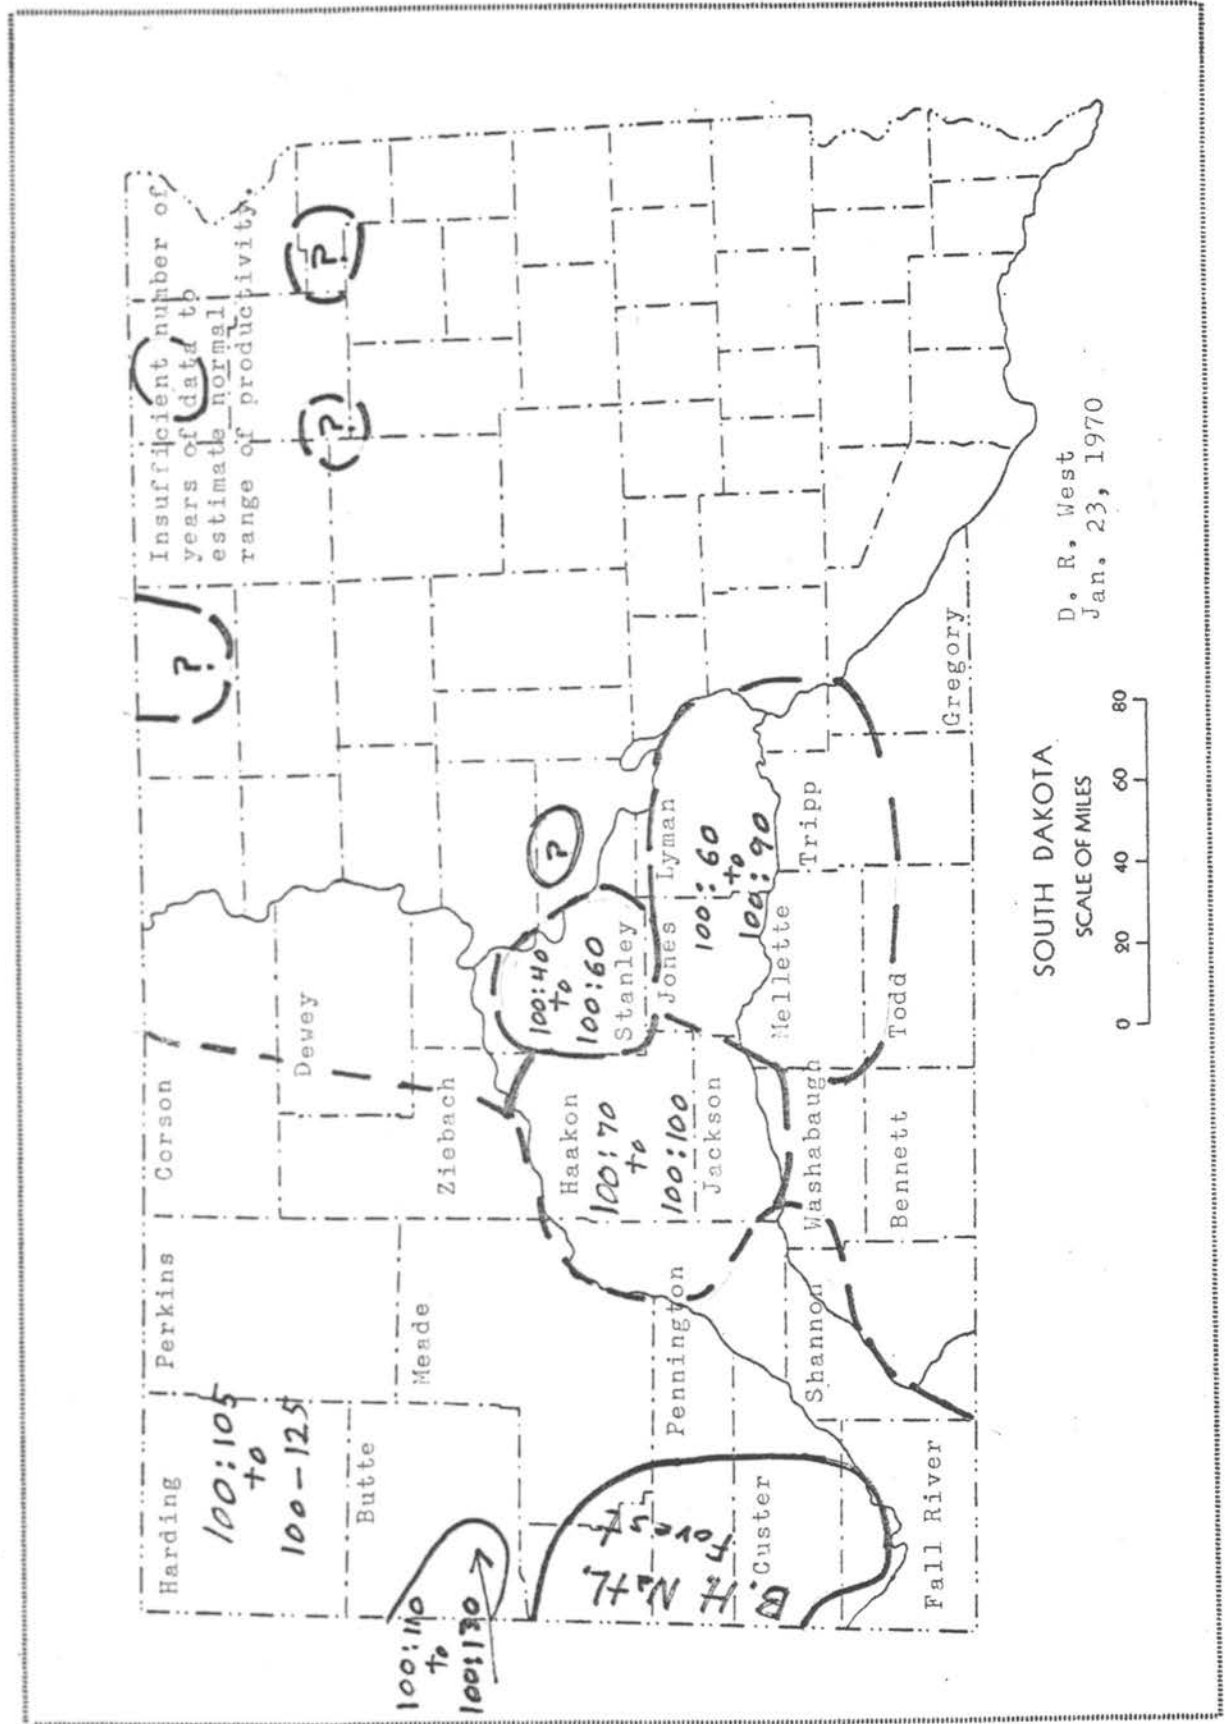 Insufficient number of
years of data to
estimate normal
range of productivity.
?
?
?
?
Harding
Perkins
Corson
100:105
to
100-125
Dewey
Butte
Meade
Ziebach
100:110
to
100:130
Haakon
100:70
to
100:100
Jackson
100:40
to
100:60
Stanley
Jones
Lyman
100:60
to
100:90
B.H. Natl.
Forest
Pennington
Custer
Shannon
Washabaugh
Mellette
Tripp
Fall River
Bennett
Todd
Gregory
SOUTH DAKOTA
SCALE OF MILES
0 20 40 60 80
D. R. West
Jan. 23, 1970